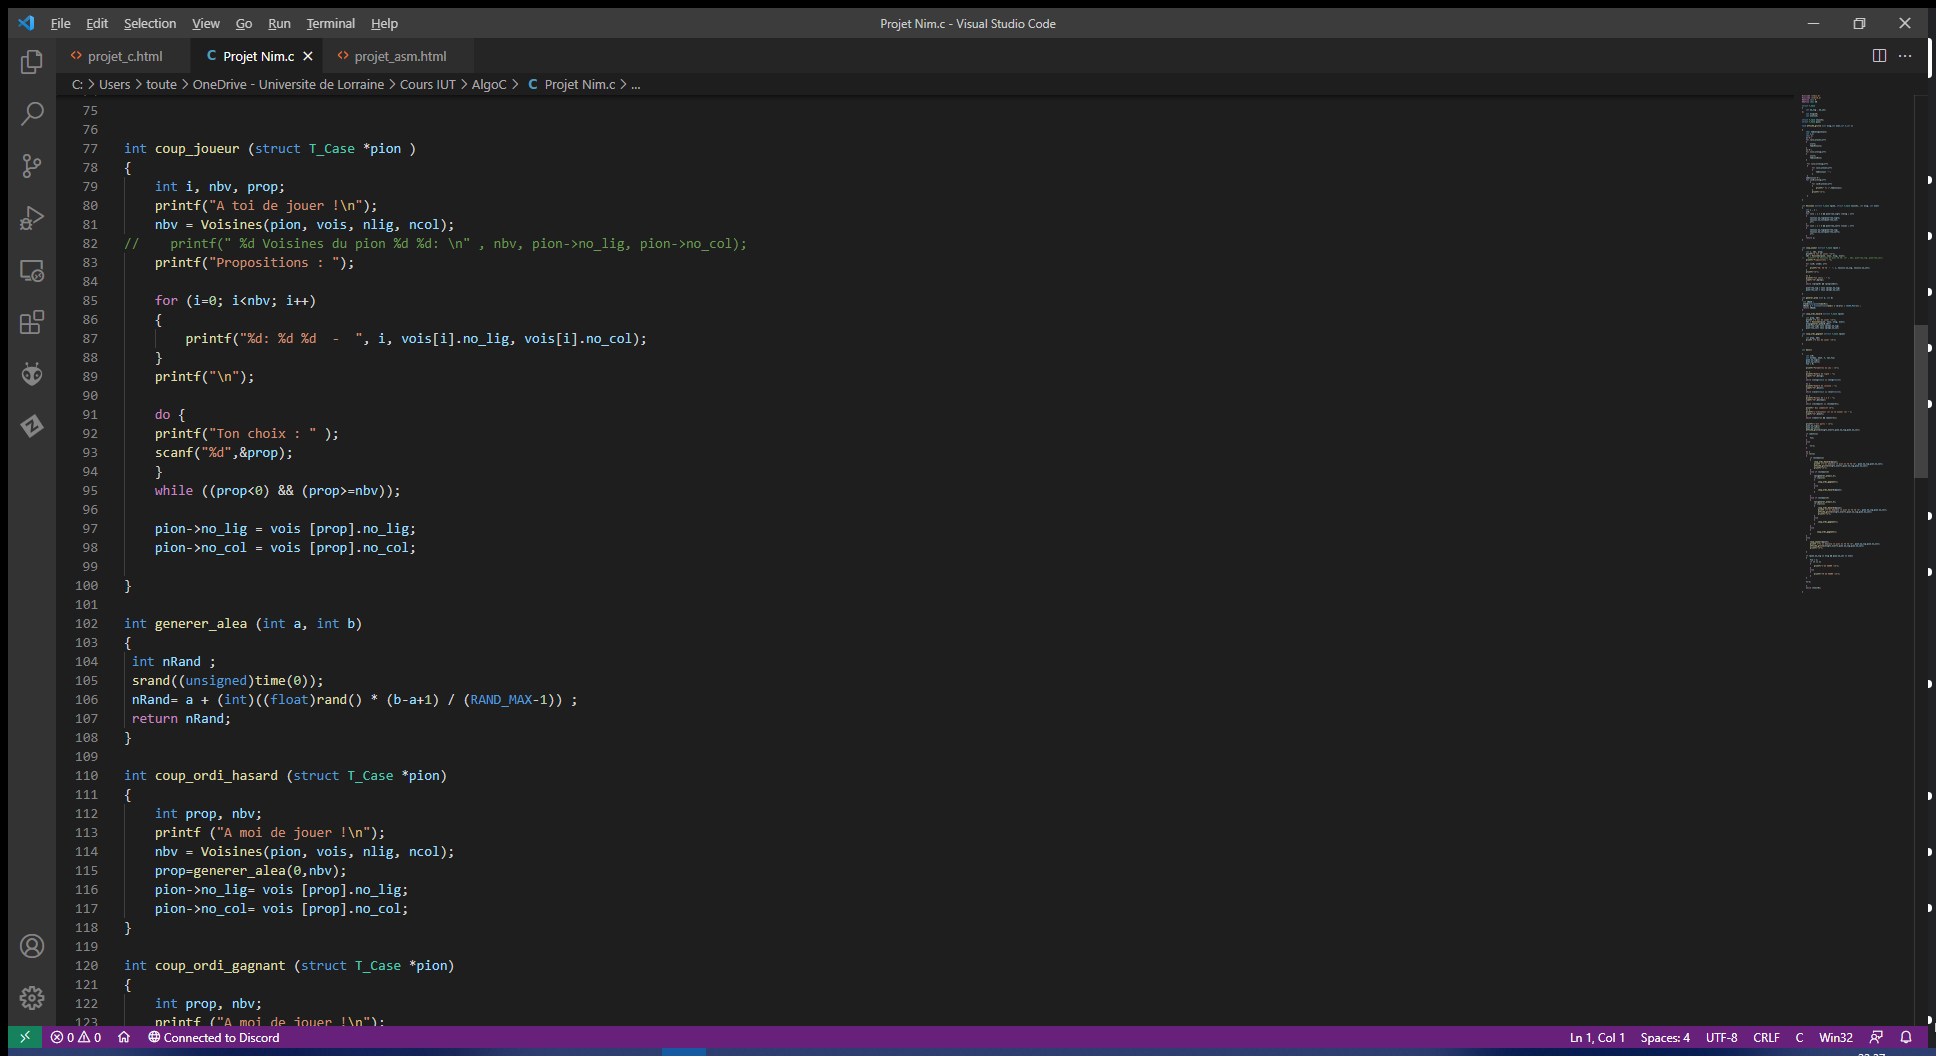 File Edit Selection View Go Run Terminal Help
Projet Nim.c - Visual Studio Code
projet_c.html
Projet Nim.c
projet_asm.html
C: > Users > toute > OneDrive - Universite de Lorraine > Cours IUT > AlgoC > C Projet Nim.c > ...
75
76
77 int coup_joueur (struct T_Case *pion )
78 {
79 int i, nbv, prop;
80 printf("A toi de jouer !\n");
81 nbv = Voisines(pion, vois, nlig, ncol);
82 // printf(" %d Voisines du pion %d %d: \n" , nbv, pion->no_lig, pion->no_col);
83 printf("Propositions : ");
84
85 for (i=0; i<nbv; i++)
86 {
87 printf("%d: %d %d  -  ", i, vois[i].no_lig, vois[i].no_col);
88 }
89 printf("\n");
90
91 do {
92 printf("Ton choix : " );
93 scanf("%d",&prop);
94 }
95 while ((prop<0) && (prop>=nbv));
96
97 pion->no_lig = vois [prop].no_lig;
98 pion->no_col = vois [prop].no_col;
99
100 }
101
102 int generer_alea (int a, int b)
103 {
104 int nRand ;
105 srand((unsigned)time(0));
106 nRand= a + (int)((float)rand() * (b-a+1) / (RAND_MAX-1)) ;
107 return nRand;
108 }
109
110 int coup_ordi_hasard (struct T_Case *pion)
111 {
112 int prop, nbv;
113 printf ("A moi de jouer !\n");
114 nbv = Voisines(pion, vois, nlig, ncol);
115 prop=generer_alea(0,nbv);
116 pion->no_lig= vois [prop].no_lig;
117 pion->no_col= vois [prop].no_col;
118 }
119
120 int coup_ordi_gagnant (struct T_Case *pion)
121 {
122 int prop, nbv;
123 printf ("A moi de jouer !\n");
0 0 Connected to Discord
Ln 1, Col 1 Spaces: 4 UTF-8 CRLF C Win32